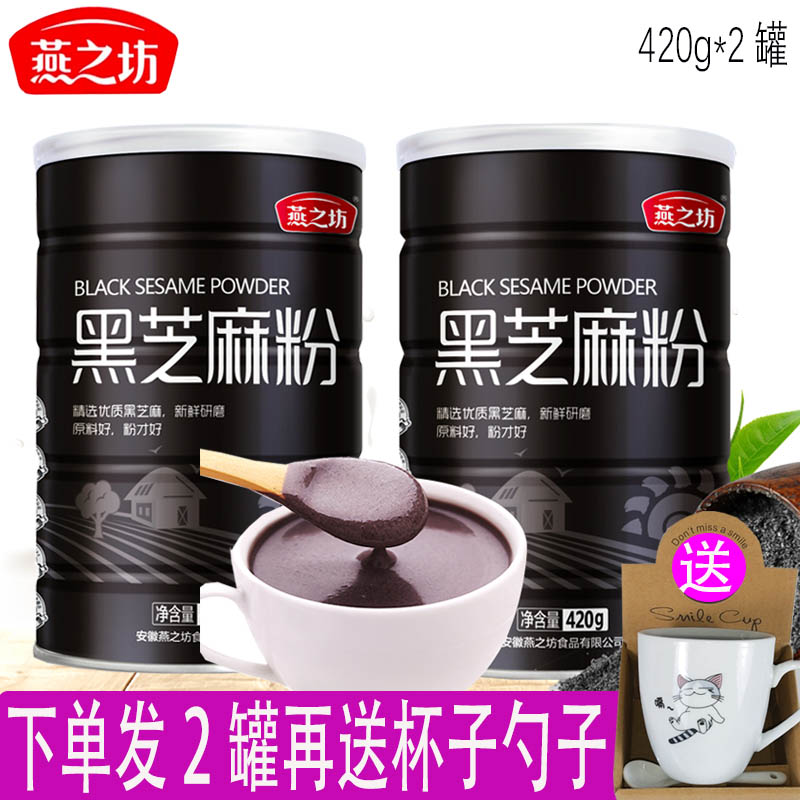 燕之坊
420g*2罐
燕之坊
BLACK SESAME POWDER
黑芝麻粉
精选优质黑芝麻，新鲜研磨
原料好，粉才好
净含量
安徽燕之坊食
燕之坊
BLACK SESAME POWDER
黑芝麻粉
精选优质黑芝麻，新鲜研磨
原料好，粉才好
净含量 420g
安徽燕之坊食品有限公司
Don't miss a smile
送
Smile Cup
下单发2罐再送杯子勺子